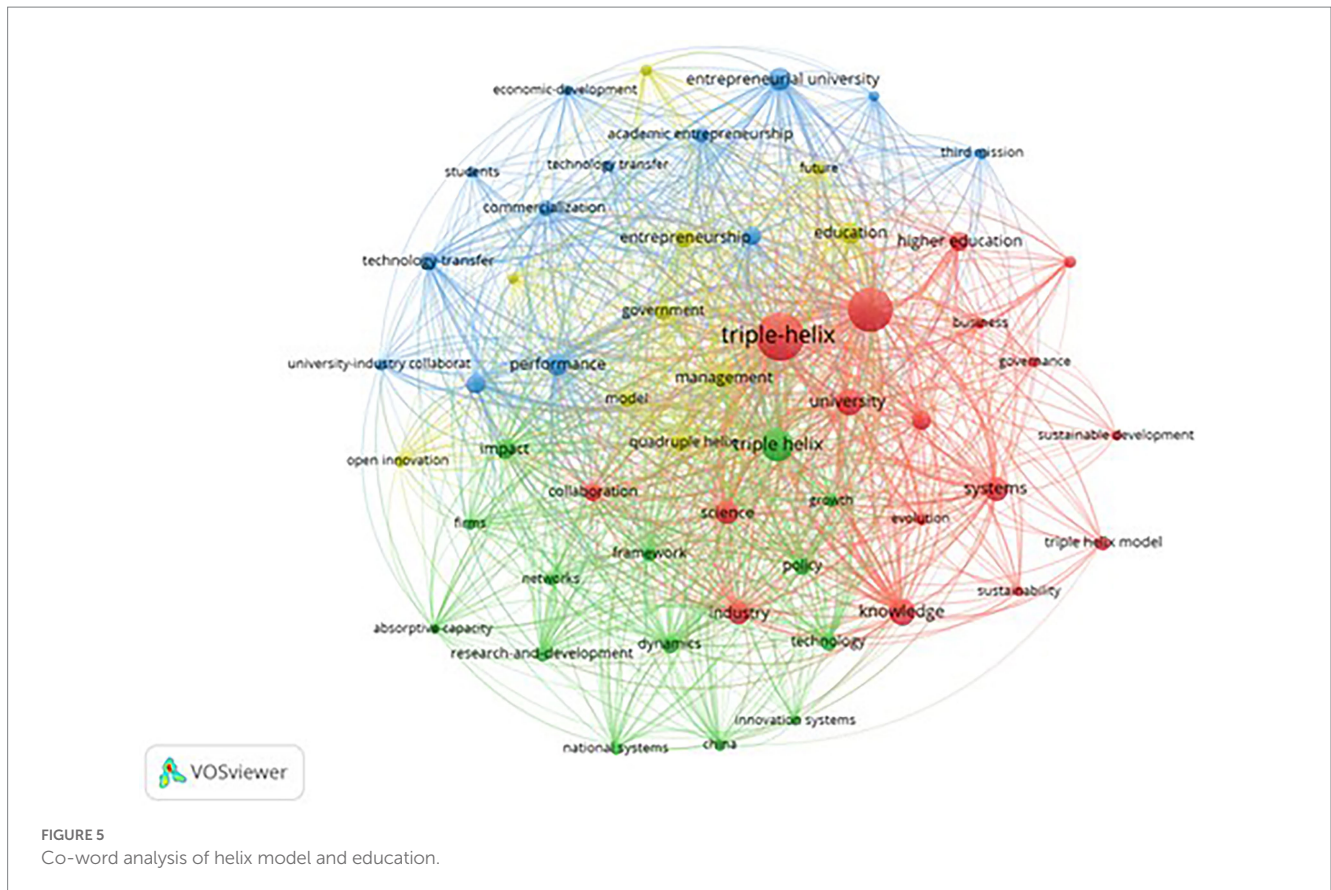 entrepreneurial university
economic-development
academic entrepreneurship
third mission
technology transfer
future
students
commercialization
entrepreneurship
education
higher education
technology-transfer
government
business
triple-helix
governance
university-industry collaborat
performance
management
model
university
sustainable development
quadruple helix
triple helix
impact
open innovation
collaboration
systems
growth
science
evolution
firms
triple helix model
framework
policy
networks
sustainability
industry
knowledge
absorptive capacity
dynamics
technology
research-and-development
innovation systems
national systems
china
VOSviewer
FIGURE 5
Co-word analysis of helix model and education.